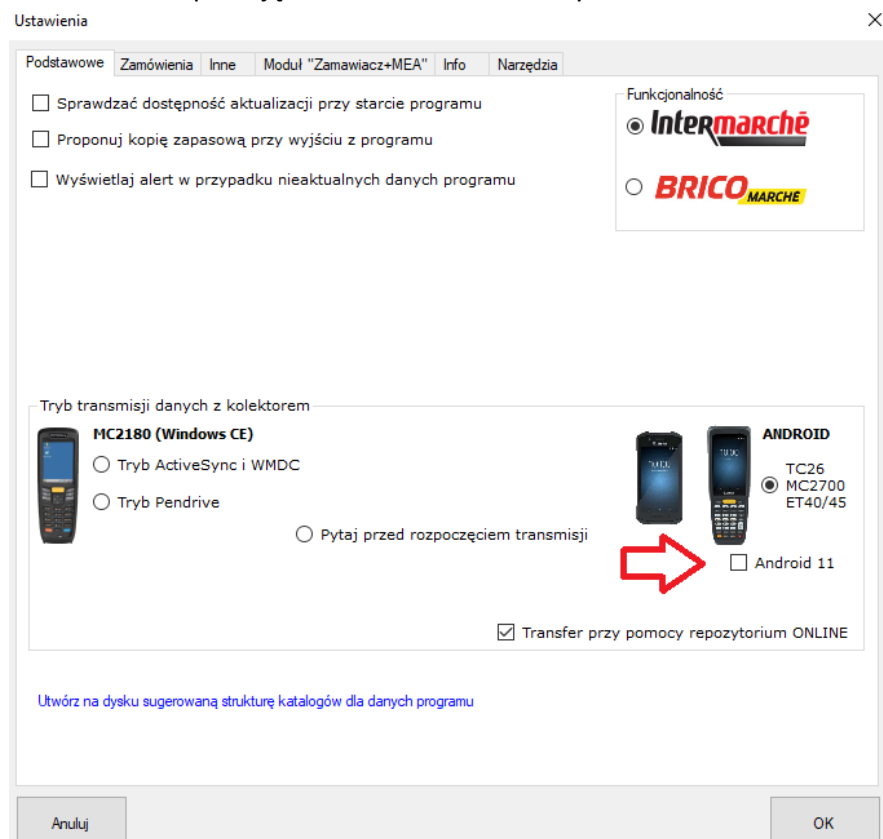 Ustawienia
Podstawowe Zamówienia Inne Moduł "Zamawiacz+MEA" Info Narzędzia
Sprawdzać dostępność aktualizacji przy starcie programu
Proponuj kopię zapasową przy wyjściu z programu
Wyświetlaj alert w przypadku nieaktualnych danych programu
Funkcjonalność
Intermarchē
BRICO MARCHE
Tryb transmisji danych z kolektorem
MC2180 (Windows CE)
Tryb ActiveSync i WMDC
Tryb Pendrive
Pytaj przed rozpoczęciem transmisji
ANDROID
TC26
MC2700
ET40/45
Android 11
Transfer przy pomocy repozytorium ONLINE
Utwórz na dysku sugerowaną strukturę katalogów dla danych programu
Anuluj
OK